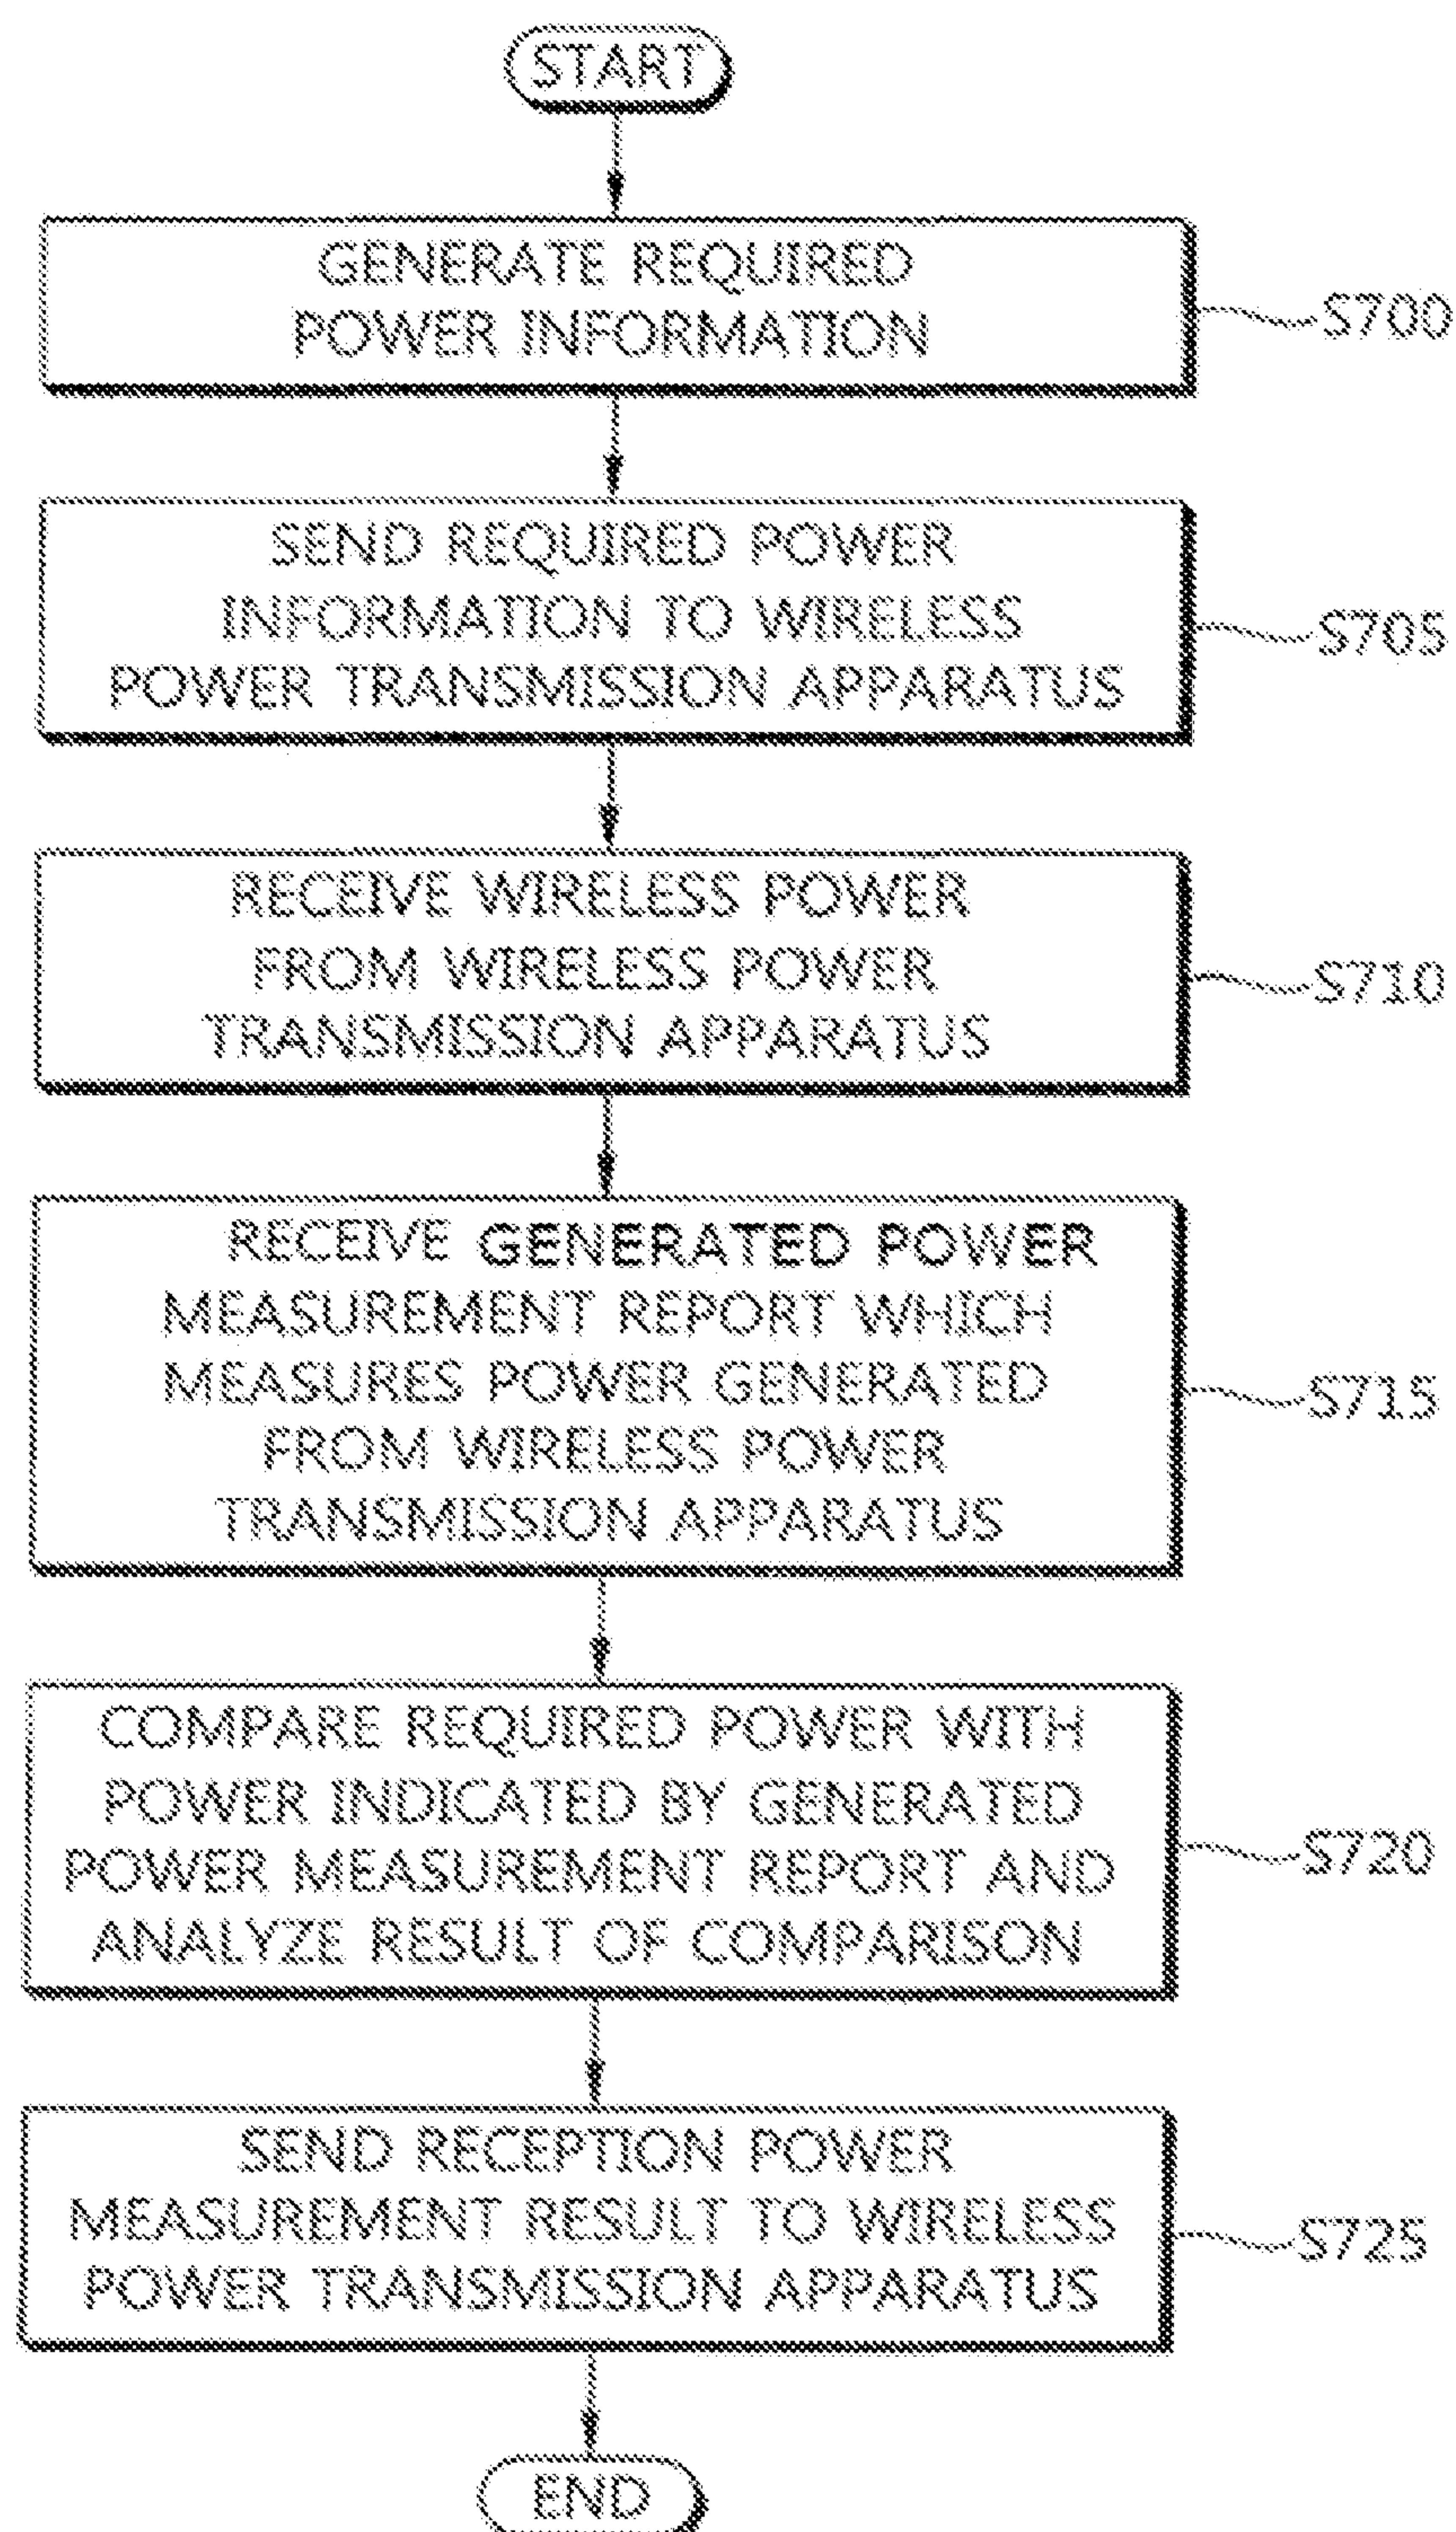 START
GENERATE REQUIRED
POWER INFORMATION
S700
SEND REQUIRED POWER
INFORMATION TO WIRELESS
POWER TRANSMISSION APPARATUS
S705
RECEIVE WIRELESS POWER
FROM WIRELESS POWER
TRANSMISSION APPARATUS
S710
RECEIVE GENERATED POWER
MEASUREMENT REPORT WHICH
MEASURES POWER GENERATED
FROM WIRELESS POWER
TRANSMISSION APPARATUS
S715
COMPARE REQUIRED POWER WITH
POWER INDICATED BY GENERATED
POWER MEASUREMENT REPORT AND
ANALYZE RESULT OF COMPARISON
S720
SEND RECEPTION POWER
MEASUREMENT RESULT TO WIRELESS
POWER TRANSMISSION APPARATUS
S725
END